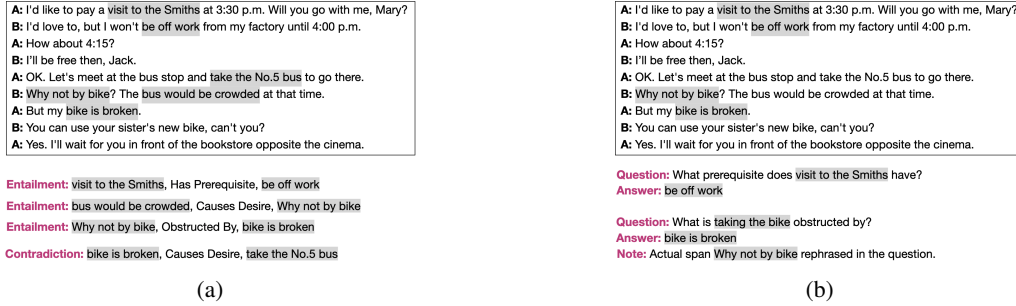 A: I'd like to pay a visit to the Smiths at 3:30 p.m. Will you go with me, Mary?
B: I'd love to, but I won't be off work from my factory until 4:00 p.m.
A: How about 4:15?
B: I'll be free then, Jack.
A: OK. Let's meet at the bus stop and take the No.5 bus to go there.
B: Why not by bike? The bus would be crowded at that time.
A: But my bike is broken.
B: You can use your sister's new bike, can't you?
A: Yes. I'll wait for you in front of the bookstore opposite the cinema.
Entailment: visit to the Smiths, Has Prerequisite, be off work
Entailment: bus would be crowded, Causes Desire, Why not by bike
Entailment: Why not by bike, Obstructed By, bike is broken
Contradiction: bike is broken, Causes Desire, take the No.5 bus
(a)
A: I'd like to pay a visit to the Smiths at 3:30 p.m. Will you go with me, Mary?
B: I'd love to, but I won't be off work from my factory until 4:00 p.m.
A: How about 4:15?
B: I'll be free then, Jack.
A: OK. Let's meet at the bus stop and take the No.5 bus to go there.
B: Why not by bike? The bus would be crowded at that time.
A: But my bike is broken.
B: You can use your sister's new bike, can't you?
A: Yes. I'll wait for you in front of the bookstore opposite the cinema.
Question: What prerequisite does visit to the Smiths have?
Answer: be off work
Question: What is taking the bike obstructed by?
Answer: bike is broken
Note: Actual span Why not by bike rephrased in the question.
(b)